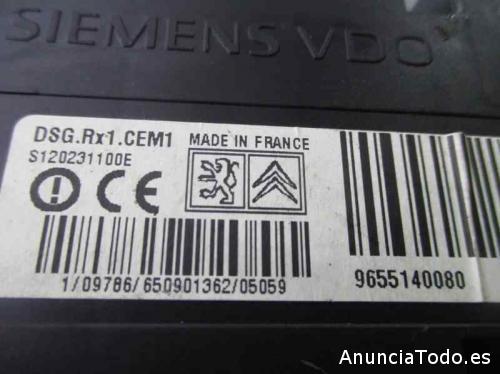 SIEMENS VDO
DSG.Rx1.CEM1 MADE IN FRANCE
S120231100E
CE
1/09786/650901362/05059
9655140080
AnunciaTodo.es